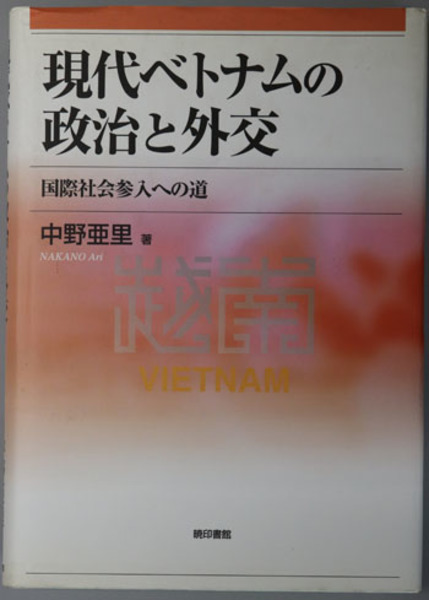 現代ベトナムの
政治と外交
国際社会参入への道
中野亜里 著
NAKANO Ari
越南
VIETNAM
暁印書館